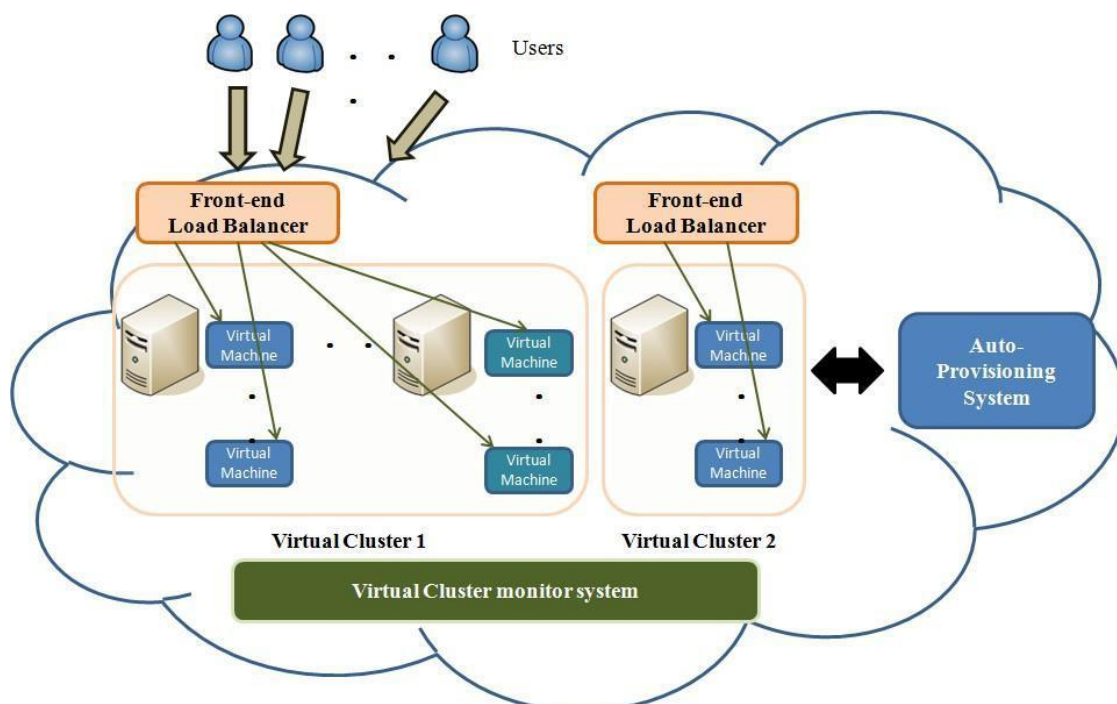 Users
Front-end
Load Balancer
Front-end
Load Balancer
Virtual
Machine
Virtual
Machine
Virtual
Machine
Virtual
Machine
Virtual
Machine
Virtual
Machine
Auto-
Provisioning
System
Virtual Cluster 1
Virtual Cluster 2
Virtual Cluster monitor system